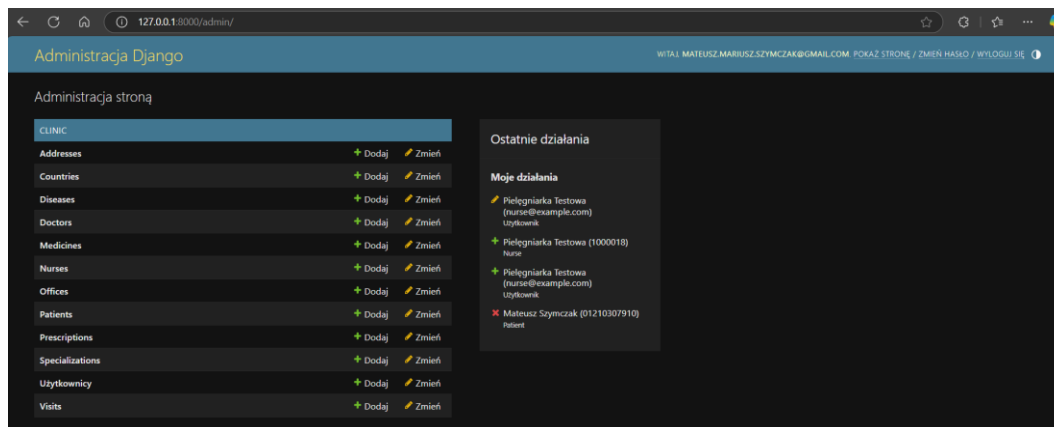 127.0.0.1:8000/admin/
Administracja Django
WITAJ, MATEUSZ.MARIUSZ.SZYMCZAK@GMAIL.COM. POKAŻ STRONĘ / ZMIEŃ HASŁO / WYLOGUJ SIĘ
Administracja stroną
CLINIC
Addresses Dodaj Zmień
Countries Dodaj Zmień
Diseases Dodaj Zmień
Doctors Dodaj Zmień
Medicines Dodaj Zmień
Nurses Dodaj Zmień
Offices Dodaj Zmień
Patients Dodaj Zmień
Prescriptions Dodaj Zmień
Specializations Dodaj Zmień
Użytkownicy Dodaj Zmień
Visits Dodaj Zmień
Ostatnie działania
Moje działania
Pielęgniarka Testowa
(nurse@example.com)
Użytkownik
Pielęgniarka Testowa (1000018)
Nurse
Pielęgniarka Testowa
(nurse@example.com)
Użytkownik
Mateusz Szymczak (01210307910)
Patient